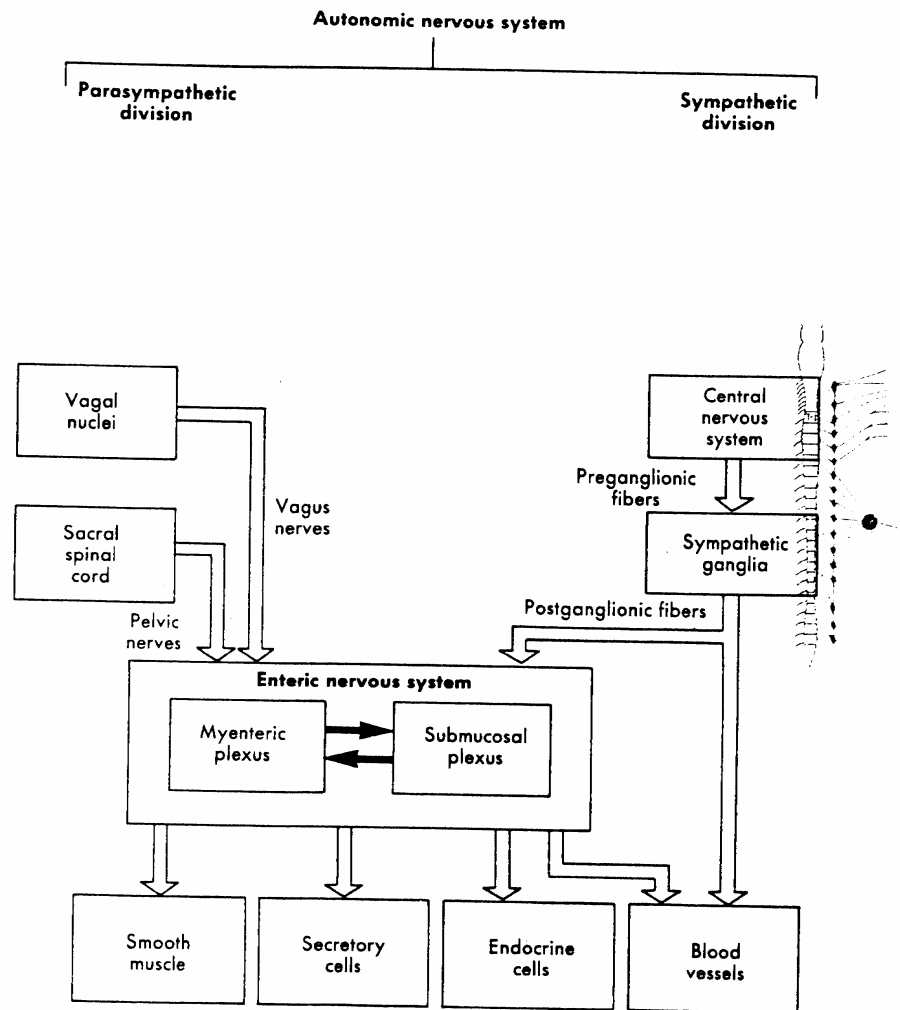 Autonomic nervous system
Parasympathetic
division
Sympathetic
division
Vagal
nuclei
Central
nervous
system
Vagus
nerves
Preganglionic
fibers
Sacral
spinal
cord
Sympathetic
ganglia
Pelvic
nerves
Postganglionic fibers
Enteric nervous system
Myenteric
plexus
Submucosal
plexus
Smooth
muscle
Secretory
cells
Endocrine
cells
Blood
vessels